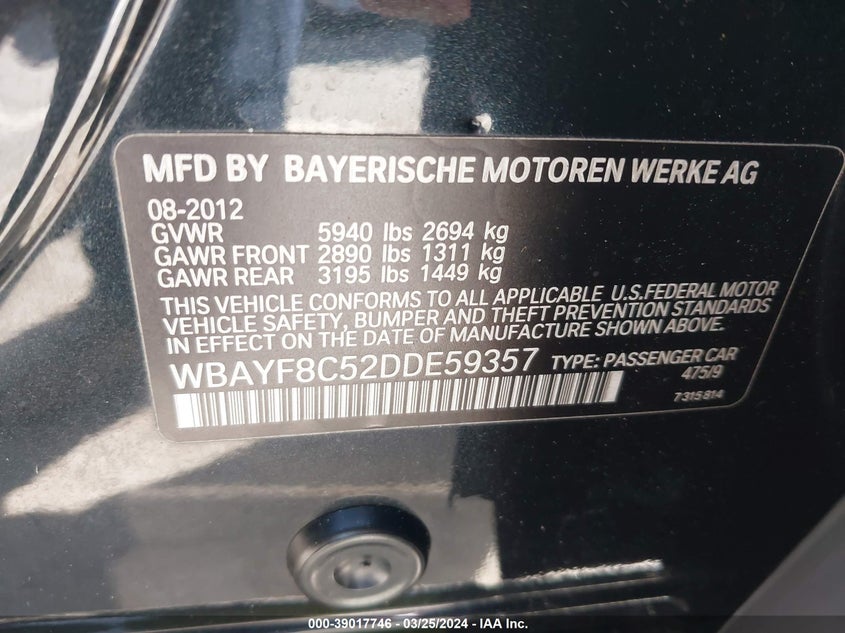 MFD BY BAYERISCHE MOTOREN WERKE AG
08-2012
GVWR 5940 lbs 2694 kg
GAWR FRONT 2890 lbs 1311 kg
GAWR REAR 3195 lbs 1449 kg
THIS VEHICLE CONFORMS TO ALL APPLICABLE U.S.FEDERAL MOTOR
VEHICLE SAFETY, BUMPER AND THEFT PREVENTION STANDARDS
IN EFFECT ON THE DATE OF MANUFACTURE SHOWN ABOVE.
WBAYF8C52DDE59357 TYPE: PASSENGER CAR
475/9
7 315 814
000-39017746 - 03/25/2024 - IAA Inc.